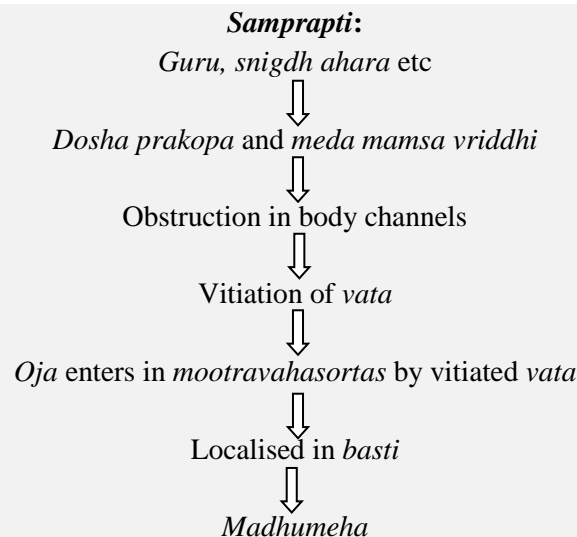 Samprapti:
Guru, snigdh ahara etc
Dosha prakopa and meda mamsa vriddhi
Obstruction in body channels
Vitiation of vata
Oja enters in mootravahasortas by vitiated vata
Localised in basti
Madhumeha